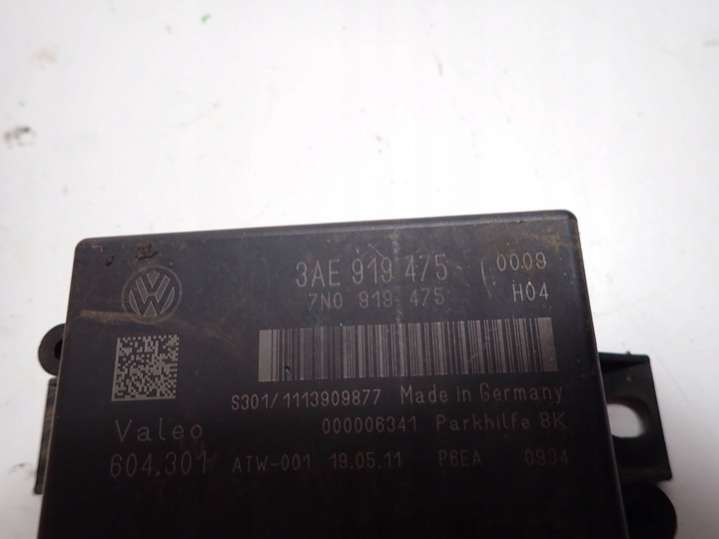 3AE 919 475 0009
7N0 919 475 H04
S301/1113909877 Made in Germany
Valeo 000006341 Parkhilfe 8K
604.301 ATW-001 19.05.11 P6EA 0934